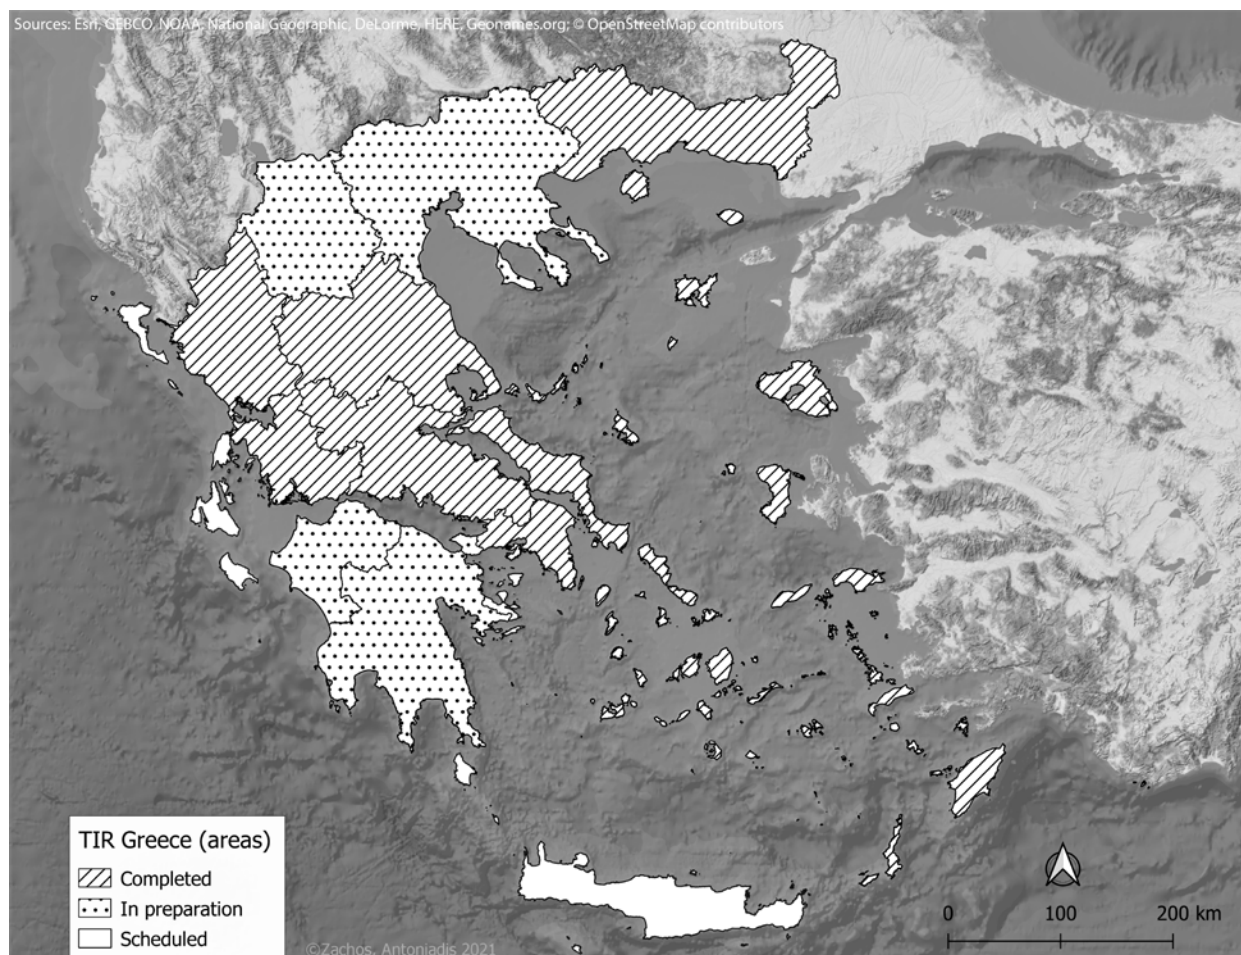 Sources: Esri, GEBCO, NOAA, National Geographic, DeLorme, HERE, Geonames.org; © OpenStreetMap contributors
TIR Greece (areas)
Completed
In preparation
Scheduled
0 100 200 km
©Zachos, Antoniadis 2021